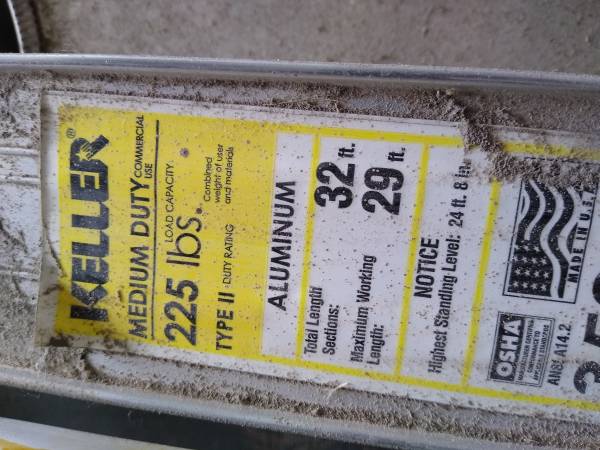 KELLER®
MEDIUM DUTY COMMERCIAL USE
LOAD CAPACITY
225 lbs. Combined weight of user and materials
TYPE II DUTY RATING
ALUMINUM
Total Length Sections: 32 ft.
Maximum Working Length: 29 ft.
NOTICE
Highest Standing Level: 24 ft. 8 in.
OSHA
MADE IN U.S.A.
ANSI A14.2